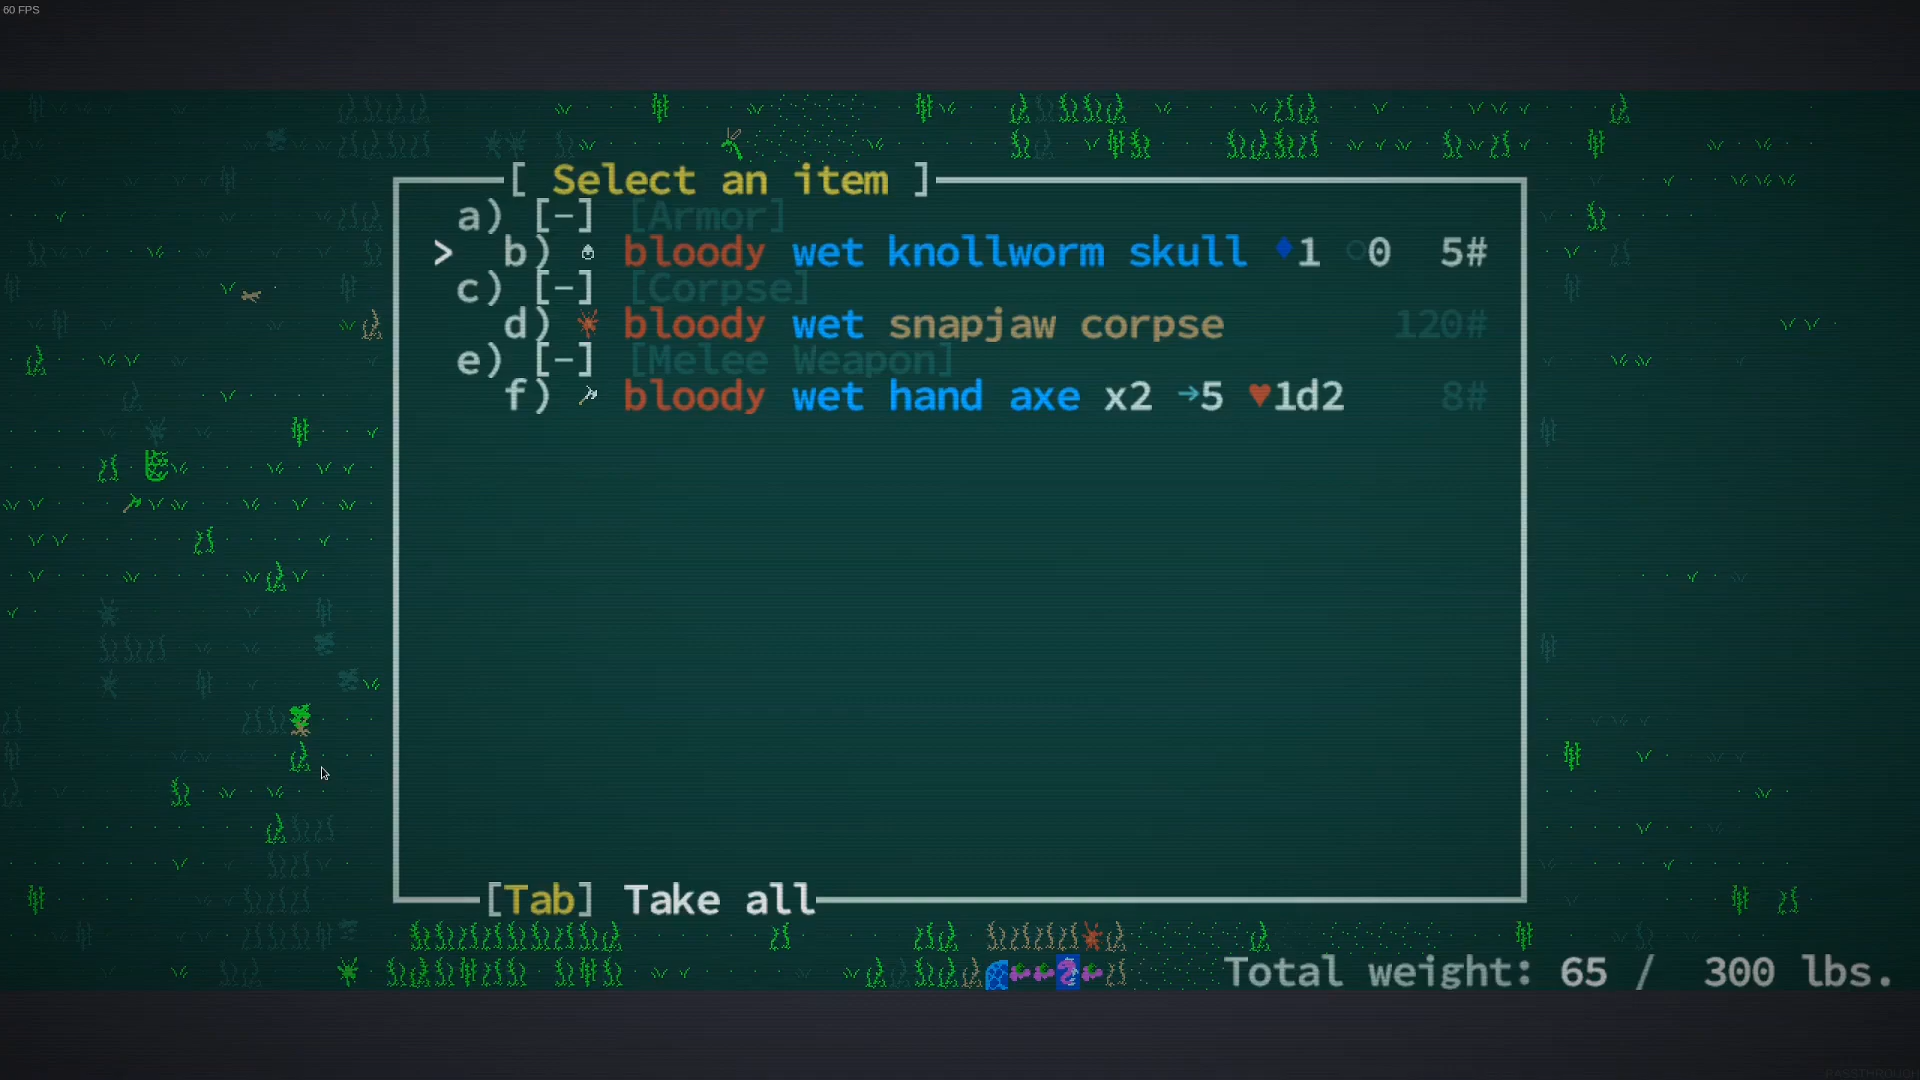 60 FPS
[ Select an item ]
a) [-] [Armor]
> b) bloody wet knollworm skull ♦1 ○0 5#
c) [-] [Corpse]
d) bloody wet snapjaw corpse 120#
e) [-] [Melee Weapon]
f) bloody wet hand axe x2 →5 ♥1d2 8#
[Tab] Take all
Total weight: 65 / 300 lbs.
PASSTHROUGH